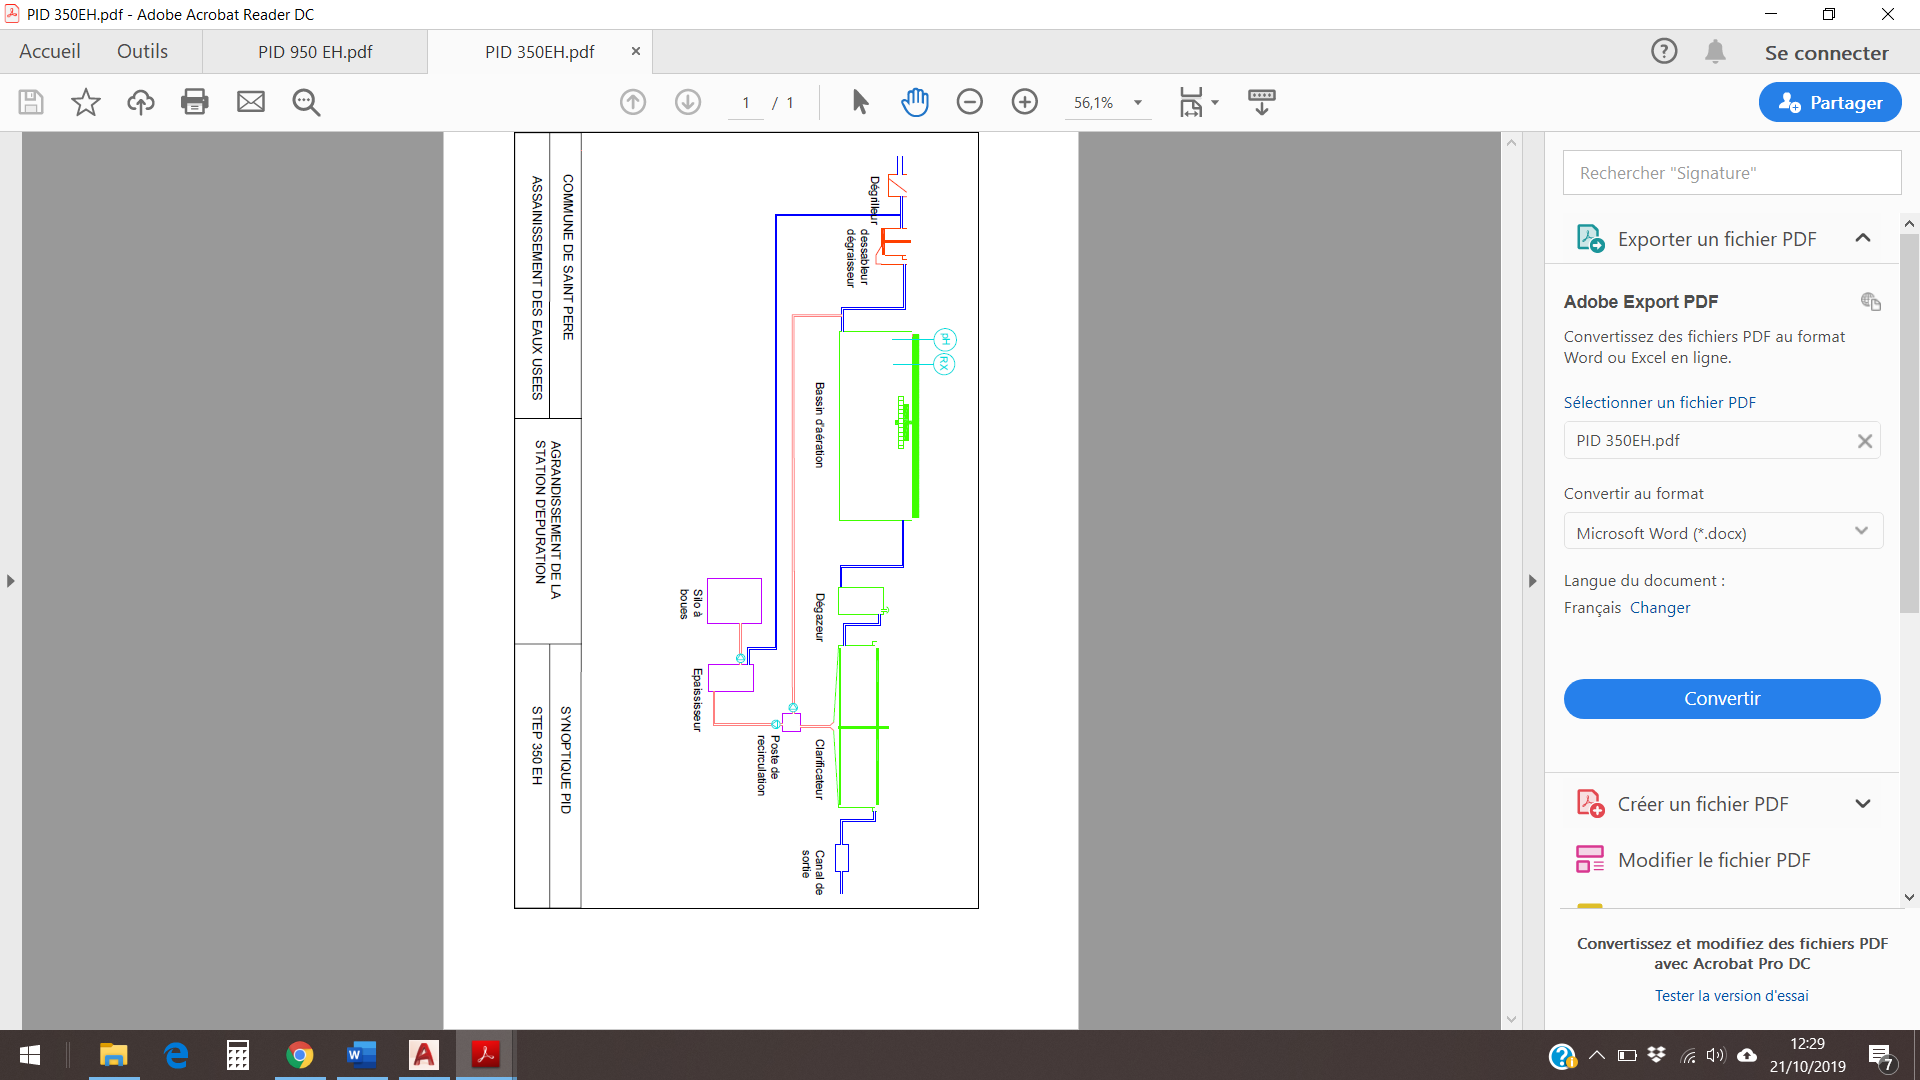 PID 350EH.pdf - Adobe Acrobat Reader DC
Accueil
Outils
PID 950 EH.pdf
PID 350EH.pdf
Se connecter
1 / 1
56,1%
Partager
COMMUNE DE SAINT PERE
ASSAINISSEMENT DES EAUX USEES
AGRANDISSEMENT DE LA
STATION D'EPURATION
SYNOPTIQUE PID
STEP 350 EH
Dégrilleur
dessableur
dégraisseur
pH
RX
Bassin d'aération
Dégazeur
Silo à
boues
Epaississeur
Poste de
recirculation
Clarificateur
Canal de
sortie
Rechercher "Signature"
Exporter un fichier PDF
Adobe Export PDF
Convertissez des fichiers PDF au format
Word ou Excel en ligne.
Sélectionner un fichier PDF
PID 350EH.pdf
Convertir au format
Microsoft Word (*.docx)
Langue du document :
Français Changer
Convertir
Créer un fichier PDF
Modifier le fichier PDF
Convertissez et modifiez des fichiers PDF
avec Acrobat Pro DC
Tester la version d'essai
12:29
21/10/2019
7